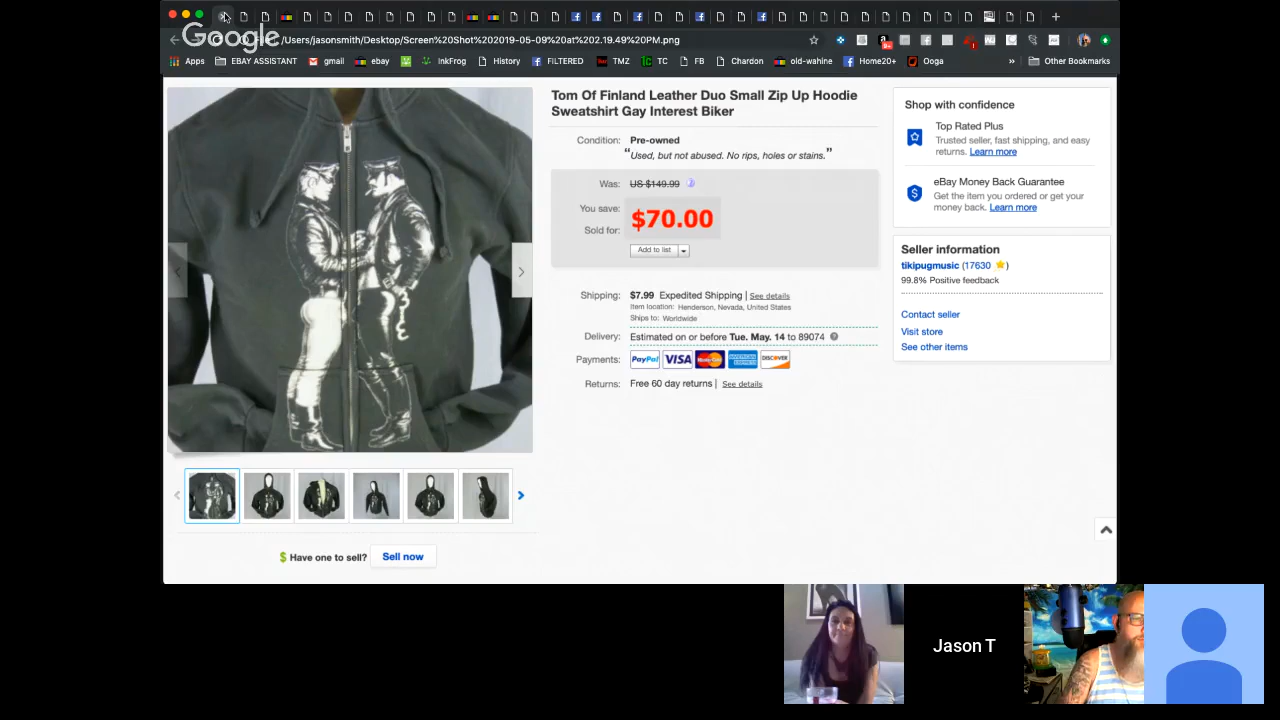 Google
/Users/jasonsmith/Desktop/Screen%20Shot%202019-05-09%20at%202.19.49%20PM.png
9+
Apps
EBAY ASSISTANT
gmail
ebay
InkFrog
History
FILTERED
TMZ
TC
FB
Chardon
old-wahine
Home20+
Ooga
»
Other Bookmarks
Tom Of Finland Leather Duo Small Zip Up Hoodie
Sweatshirt Gay Interest Biker
Condition: Pre-owned
“Used, but not abused. No rips, holes or stains.”
Was: US $149.99
You save:
$70.00
Sold for:
Add to list
Shipping: $7.99 Expedited Shipping | See details
Item location: Henderson, Nevada, United States
Ships to: Worldwide
Delivery: Estimated on or before Tue. May. 14 to 89074
Payments: PayPal VISA MasterCard AMERICAN EXPRESS DISCOVER
Returns: Free 60 day returns | See details
$ Have one to sell? Sell now
Shop with confidence
Top Rated Plus
Trusted seller, fast shipping, and easy
returns. Learn more
eBay Money Back Guarantee
Get the item you ordered or get your
money back. Learn more
Seller information
tikipugmusic (17630 )
99.8% Positive feedback
Contact seller
Visit store
See other items
Jason T